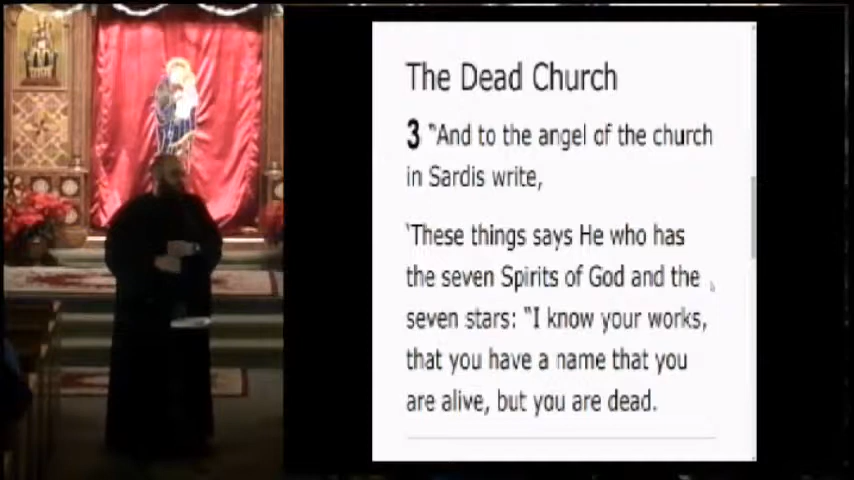 The Dead Church
3 “And to the angel of the church
in Sardis write,
‘These things says He who has
the seven Spirits of God and the
seven stars: “I know your works,
that you have a name that you
are alive, but you are dead.